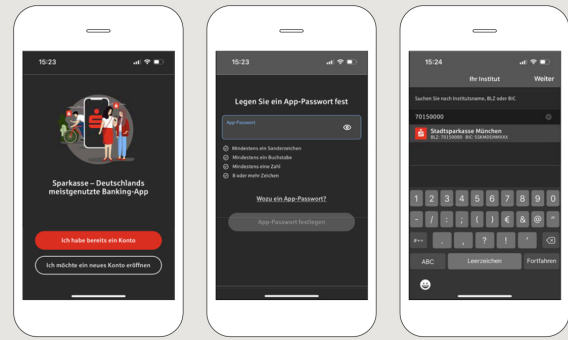 15:23
Sparkasse – Deutschlands
meistgenutzte Banking-App
Ich habe bereits ein Konto
Ich möchte ein neues Konto eröffnen
15:23
Legen Sie ein App-Passwort fest
App-Passwort
Mindestens ein Sonderzeichen
Mindestens ein Buchstabe
Mindestens eine Zahl
8 oder mehr Zeichen
Wozu ein App-Passwort?
App-Passwort festlegen
15:24
Ihr Institut
Weiter
Suchen Sie nach Institutsname, BLZ oder BIC
70150000
Stadtsparkasse München
BLZ: 70150000 BIC: SSKMDEMMXXX
1 2 3 4 5 6 7 8 9 0
- / : ; ( ) € & @ "
#+= . , ? ! '
ABC Leerzeichen Fortfahren